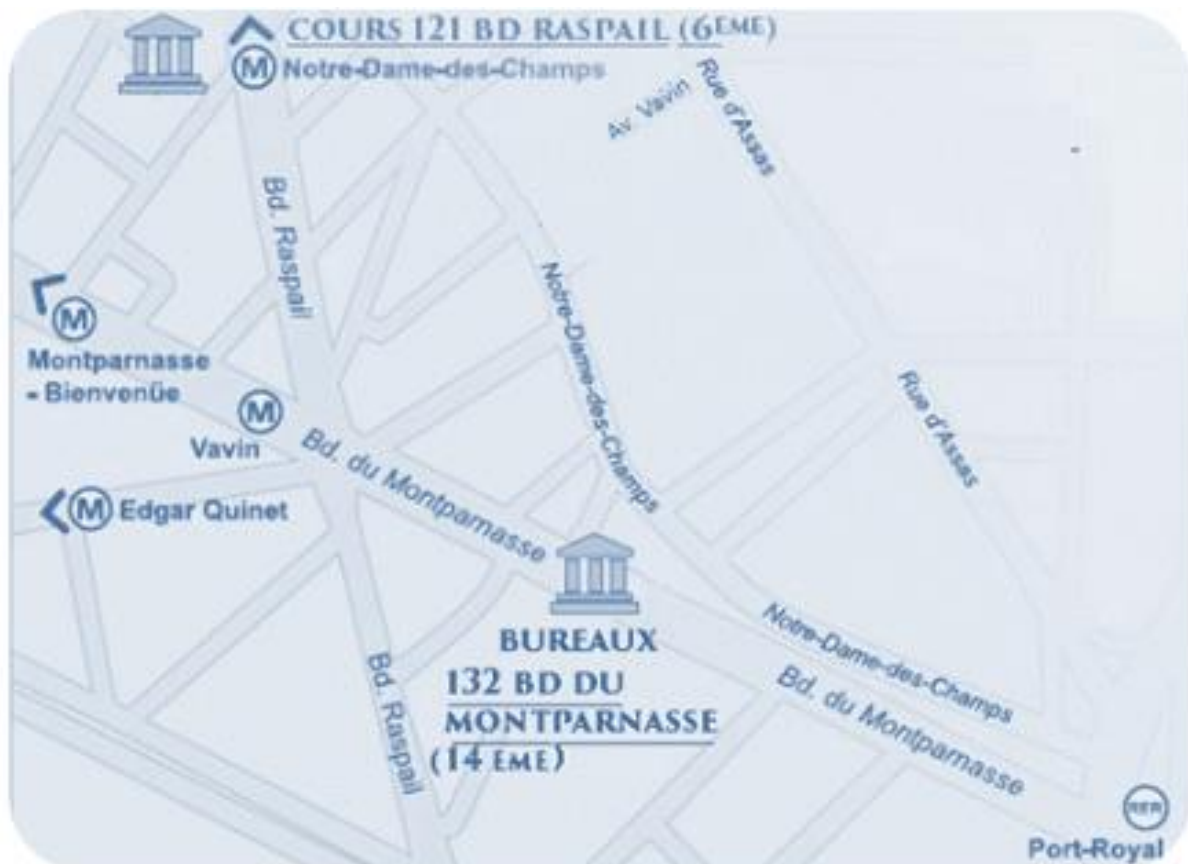 COURS 121 BD RASPAIL (6EME)
M Notre-Dame-des-Champs
Av. Vavin
Rue d'Assas
Bd. Raspail
Notre-Dame-des-Champs
M
Montparnasse
- Bienvenüe
M
Vavin
Bd. du Montparnasse
Rue d'Assas
M Edgar Quinet
BUREAUX
132 BD DU
MONTPARNASSE
(14 EME)
Bd. Raspail
Notre-Dame-des-Champs
Bd. du Montparnasse
RER
Port-Royal